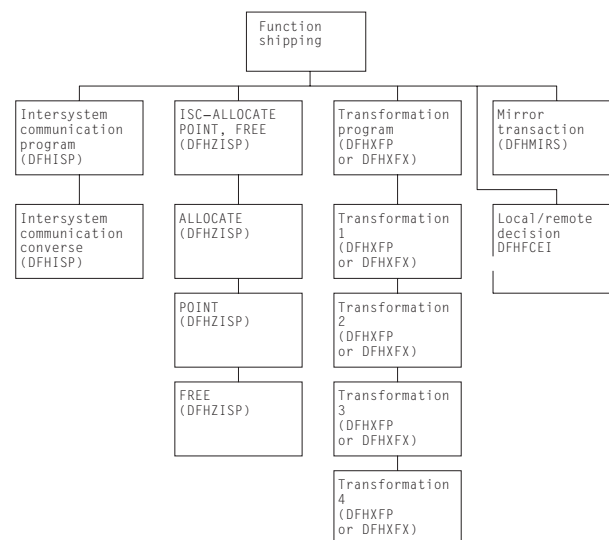 Function
shipping
Intersystem
communication
program
(DFHISP)
ISC–ALLOCATE
POINT, FREE
(DFHZISP)
Transformation
program
(DFHXFP
or DFHXFX)
Mirror
transaction
(DFHMIRS)
Intersystem
communication
converse
(DFHISP)
ALLOCATE
(DFHZISP)
Transformation
1
(DFHXFP
or DFHXFX)
Local/remote
decision
DFHFCEI
POINT
(DFHZISP)
Transformation
2
(DFHXFP
or DFHXFX)
FREE
(DFHZISP)
Transformation
3
(DFHXFP
or DFHXFX)
Transformation
4
(DFHXFP
or DFHXFX)